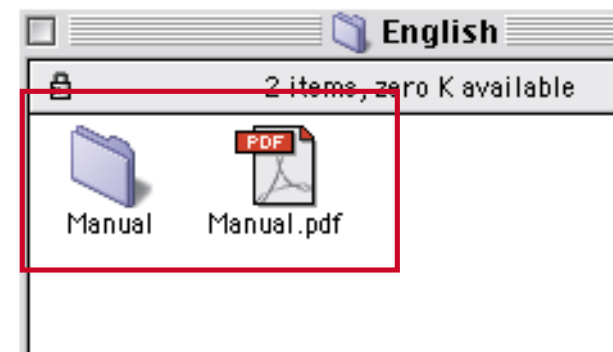 English
2 items, zero K available
PDF
Manual
Manual.pdf